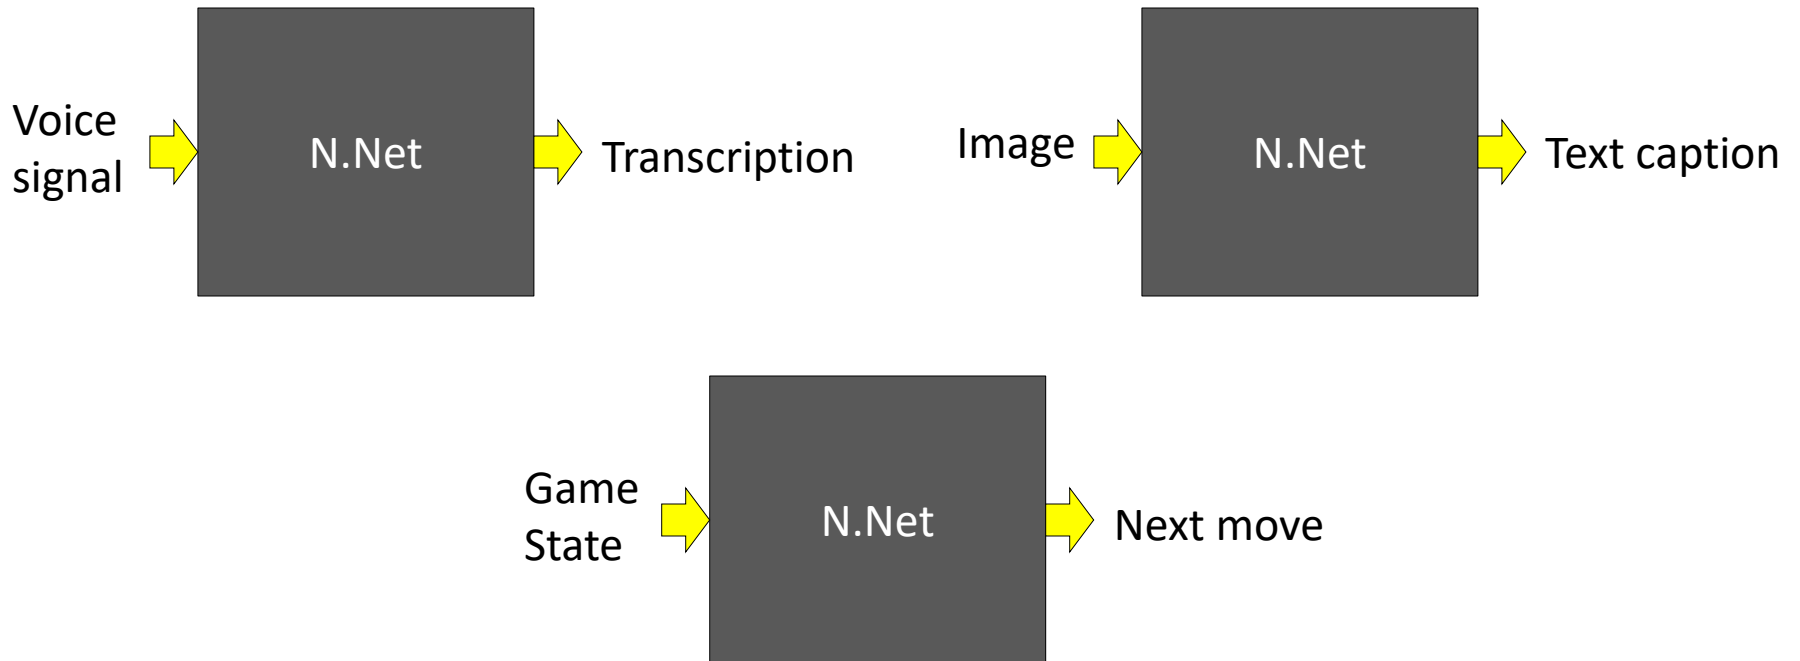 Voice
signal
N.Net
Transcription
Image
N.Net
Text caption
Game
State
N.Net
Next move